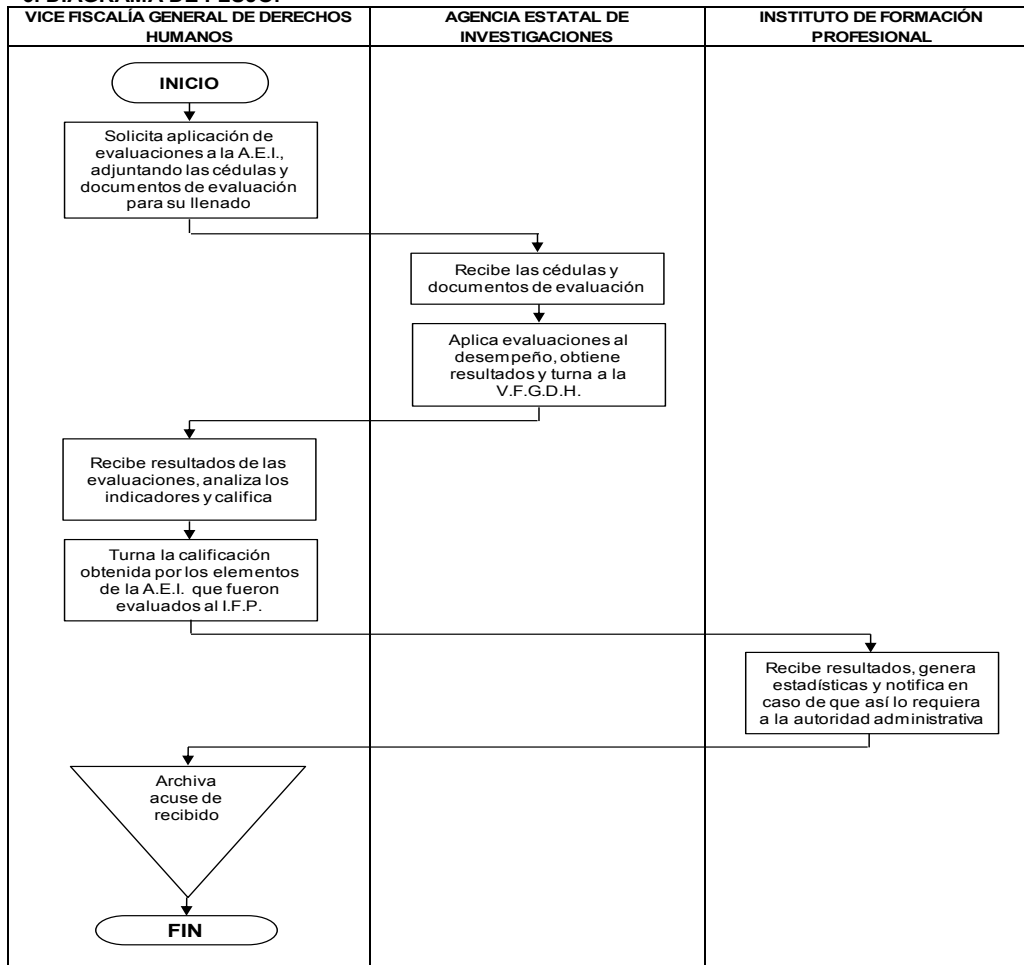 VICE FISCALÍA GENERAL DE DERECHOS
HUMANOS
AGENCIA ESTATAL DE
INVESTIGACIONES
INSTITUTO DE FORMACIÓN
PROFESIONAL
INICIO
Solicita aplicación de
evaluaciones a la A.E.I.,
adjuntando las cédulas y
documentos de evaluación
para su llenado
Recibe las cédulas y
documentos de evaluación
Aplica evaluaciones al
desempeño, obtiene
resultados y turna a la
V.F.G.D.H.
Recibe resultados de las
evaluaciones, analiza los
indicadores y califica
Turna la calificación
obtenida por los elementos
de la A.E.I. que fueron
evaluados al I.F.P.
Recibe resultados, genera
estadísticas y notifica en
caso de que así lo requiera
a la autoridad administrativa
Archiva
acuse de
recibido
FIN